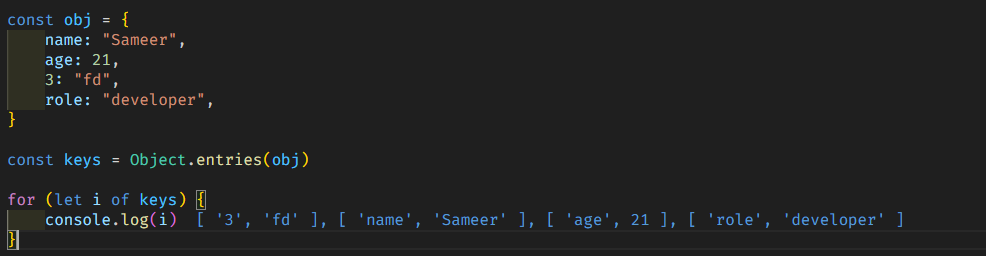 const obj = {
    name: "Sameer",
    age: 21,
    3: "fd",
    role: "developer",
}

const keys = Object.entries(obj)

for (let i of keys) {
    console.log(i)  [ '3', 'fd' ], [ 'name', 'Sameer' ], [ 'age', 21 ], [ 'role', 'developer' ]
}